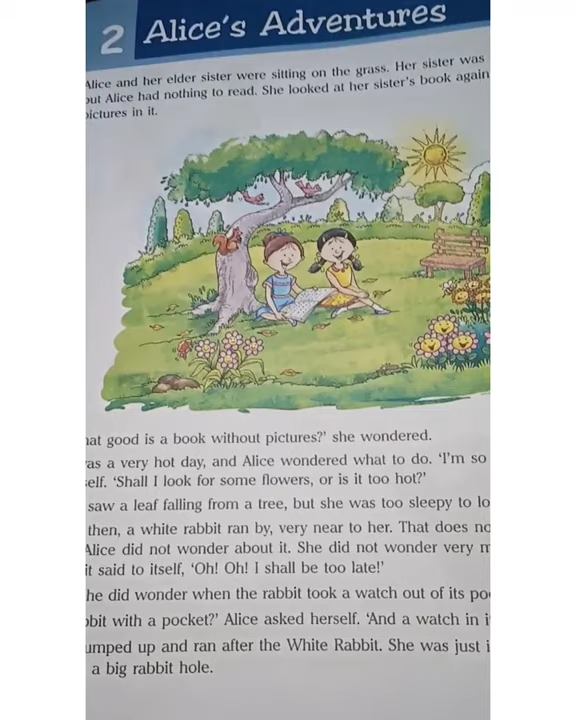 2 Alice's Adventures
Alice and her elder sister were sitting on the grass. Her sister was
but Alice had nothing to read. She looked at her sister's book again
pictures in it.
hat good is a book without pictures?' she wondered.
as a very hot day, and Alice wondered what to do. 'I'm so
self. 'Shall I look for some flowers, or is it too hot?'
saw a leaf falling from a tree, but she was too sleepy to lo
then, a white rabbit ran by, very near to her. That does no
Alice did not wonder about it. She did not wonder very m
it said to itself, 'Oh! Oh! I shall be too late!'
he did wonder when the rabbit took a watch out of its po
bbit with a pocket?' Alice asked herself. 'And a watch in i
umped up and ran after the White Rabbit. She was just i
a big rabbit hole.